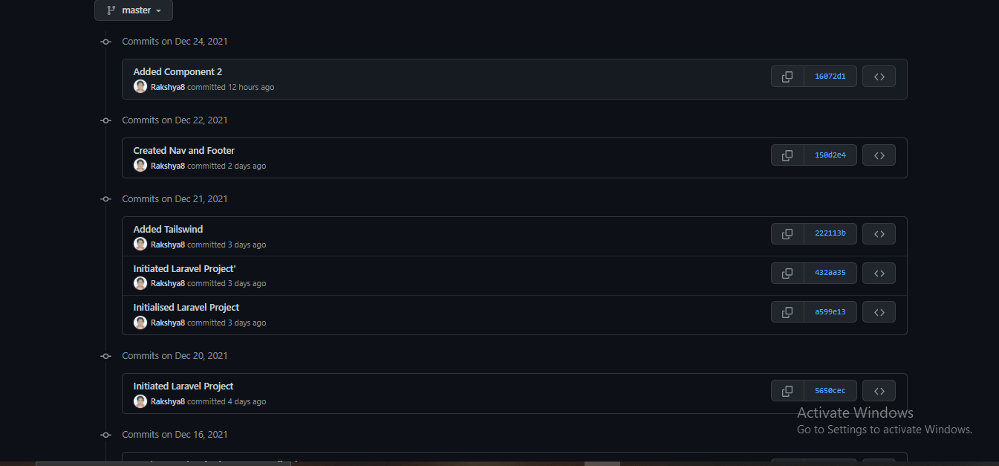 master
Commits on Dec 24, 2021
Added Component 2
Rakshya8 committed 12 hours ago
16072d1
Commits on Dec 22, 2021
Created Nav and Footer
Rakshya8 committed 2 days ago
150d2e4
Commits on Dec 21, 2021
Added Tailswind
Rakshya8 committed 3 days ago
222113b
Initiated Laravel Project'
Rakshya8 committed 3 days ago
432aa35
Initialised Laravel Project
Rakshya8 committed 3 days ago
a599e13
Commits on Dec 20, 2021
Initiated Laravel Project
Rakshya8 committed 4 days ago
5650cec
Activate Windows
Go to Settings to activate Windows.
Commits on Dec 16, 2021